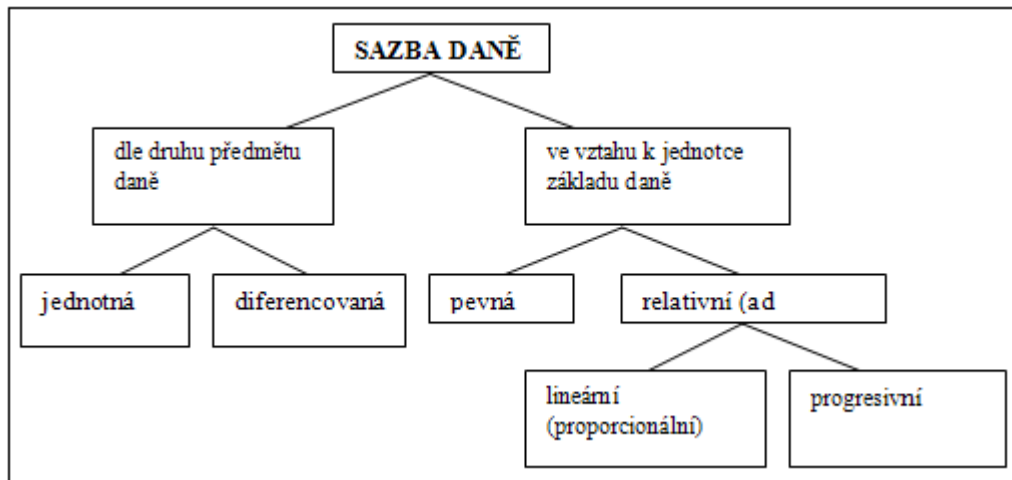 SAZBA DANĚ
dle druhu předmětu
daně
ve vztahu k jednotce
základu daně
jednotná
diferencovaná
pevná
relativní (ad
lineární
(proporcionální)
progresivní